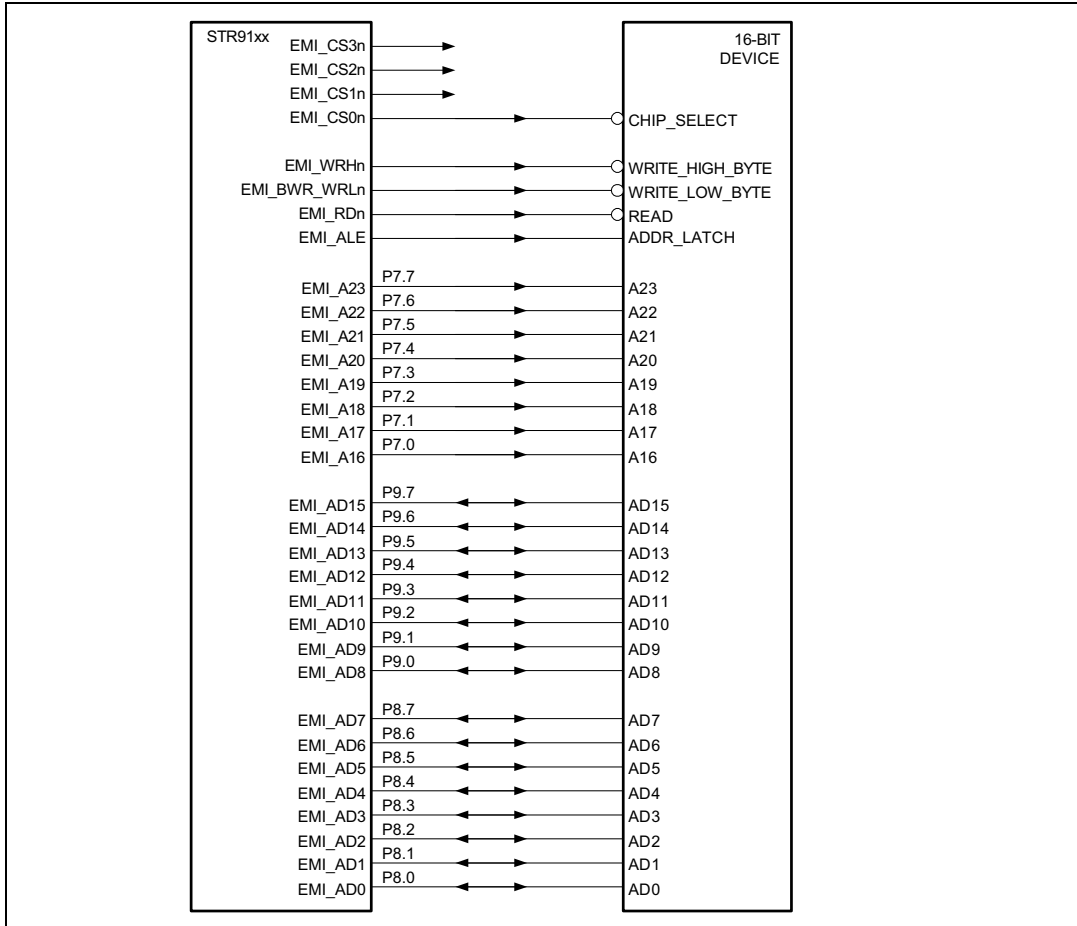 STR91xx
16-BIT
DEVICE
EMI_CS3n
EMI_CS2n
EMI_CS1n
EMI_CS0n CHIP_SELECT
EMI_WRHn WRITE_HIGH_BYTE
EMI_BWR_WRLn WRITE_LOW_BYTE
EMI_RDn READ
EMI_ALE ADDR_LATCH
EMI_A23 P7.7 A23
EMI_A22 P7.6 A22
EMI_A21 P7.5 A21
EMI_A20 P7.4 A20
EMI_A19 P7.3 A19
EMI_A18 P7.2 A18
EMI_A17 P7.1 A17
EMI_A16 P7.0 A16
EMI_AD15 P9.7 AD15
EMI_AD14 P9.6 AD14
EMI_AD13 P9.5 AD13
EMI_AD12 P9.4 AD12
EMI_AD11 P9.3 AD11
EMI_AD10 P9.2 AD10
EMI_AD9 P9.1 AD9
EMI_AD8 P9.0 AD8
EMI_AD7 P8.7 AD7
EMI_AD6 P8.6 AD6
EMI_AD5 P8.5 AD5
EMI_AD4 P8.4 AD4
EMI_AD3 P8.3 AD3
EMI_AD2 P8.2 AD2
EMI_AD1 P8.1 AD1
EMI_AD0 P8.0 AD0